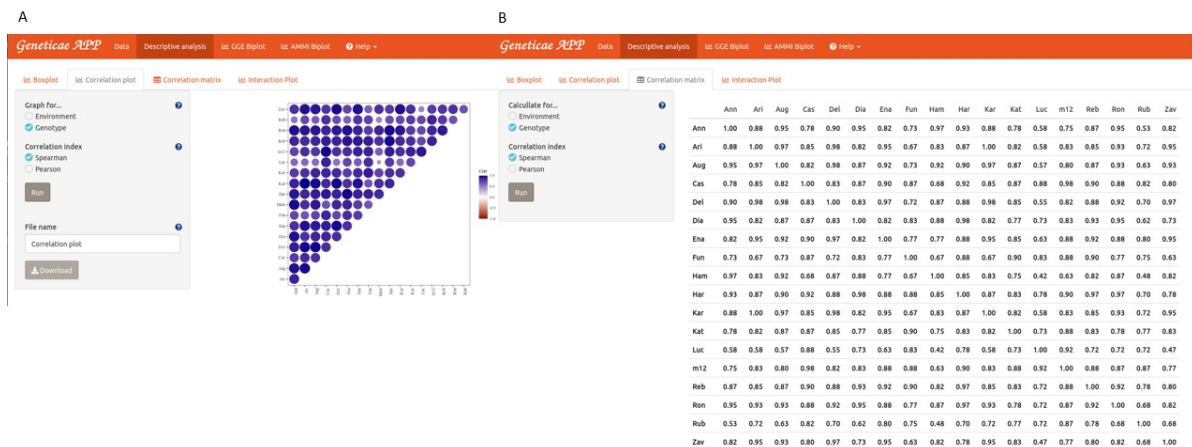 A
Geneticae APP Data Descriptive analysis GGE Biplot AMMI Biplot Help
Boxplot Correlation plot Correlation matrix Interaction Plot
Graph for...
Environment
Genotype
Correlation index
Spearman
Pearson
Run
File name
Correlation plot
Download
B
Geneticae APP Data Descriptive analysis GGE Biplot AMMI Biplot Help
Boxplot Correlation plot Correlation matrix Interaction Plot
Calcullate for...
Environment
Genotype
Correlation index
Spearman
Pearson
Run
Ann Ari Aug Cas Del Dia Ena Fun Ham Har Kar Kat Luc m12 Reb Ron Rub Zav
Ann 1.00 0.88 0.95 0.78 0.90 0.95 0.82 0.73 0.97 0.93 0.88 0.78 0.58 0.75 0.87 0.95 0.53 0.82
Ari 0.88 1.00 0.97 0.85 0.98 0.82 0.95 0.67 0.83 0.87 1.00 0.82 0.58 0.83 0.85 0.93 0.72 0.95
Aug 0.95 0.97 1.00 0.82 0.98 0.87 0.92 0.73 0.92 0.90 0.97 0.87 0.57 0.80 0.87 0.93 0.63 0.93
Cas 0.78 0.85 0.82 1.00 0.83 0.87 0.90 0.87 0.68 0.92 0.85 0.87 0.88 0.98 0.90 0.88 0.82 0.80
Del 0.90 0.98 0.98 0.83 1.00 0.83 0.97 0.72 0.87 0.88 0.98 0.85 0.55 0.82 0.88 0.92 0.70 0.97
Dia 0.95 0.82 0.87 0.87 0.83 1.00 0.82 0.83 0.88 0.98 0.82 0.77 0.73 0.83 0.93 0.95 0.62 0.73
Ena 0.82 0.95 0.92 0.90 0.97 0.82 1.00 0.77 0.77 0.88 0.95 0.85 0.63 0.88 0.92 0.88 0.80 0.95
Fun 0.73 0.67 0.73 0.87 0.72 0.83 0.77 1.00 0.67 0.88 0.67 0.90 0.83 0.88 0.90 0.77 0.75 0.63
Ham 0.97 0.83 0.92 0.68 0.87 0.88 0.77 0.67 1.00 0.85 0.83 0.75 0.42 0.63 0.82 0.87 0.48 0.82
Har 0.93 0.87 0.90 0.92 0.88 0.98 0.88 0.88 0.85 1.00 0.87 0.83 0.78 0.90 0.97 0.97 0.70 0.78
Kar 0.88 1.00 0.97 0.85 0.98 0.82 0.95 0.67 0.83 0.87 1.00 0.82 0.58 0.83 0.85 0.93 0.72 0.95
Kat 0.78 0.82 0.87 0.87 0.85 0.77 0.85 0.90 0.75 0.83 0.82 1.00 0.73 0.88 0.83 0.78 0.77 0.83
Luc 0.58 0.58 0.57 0.88 0.55 0.73 0.63 0.83 0.42 0.78 0.58 0.73 1.00 0.92 0.72 0.72 0.72 0.47
m12 0.75 0.83 0.80 0.98 0.82 0.83 0.88 0.88 0.63 0.90 0.83 0.88 0.92 1.00 0.88 0.87 0.87 0.77
Reb 0.87 0.85 0.87 0.90 0.88 0.93 0.92 0.90 0.82 0.97 0.85 0.83 0.72 0.88 1.00 0.92 0.78 0.80
Ron 0.95 0.93 0.93 0.88 0.92 0.95 0.88 0.77 0.87 0.97 0.93 0.78 0.72 0.87 0.92 1.00 0.68 0.82
Rub 0.53 0.72 0.63 0.82 0.70 0.62 0.80 0.75 0.48 0.70 0.72 0.77 0.72 0.87 0.78 0.68 1.00 0.68
Zav 0.82 0.95 0.93 0.80 0.97 0.73 0.95 0.63 0.82 0.78 0.95 0.83 0.47 0.77 0.80 0.82 0.68 1.00